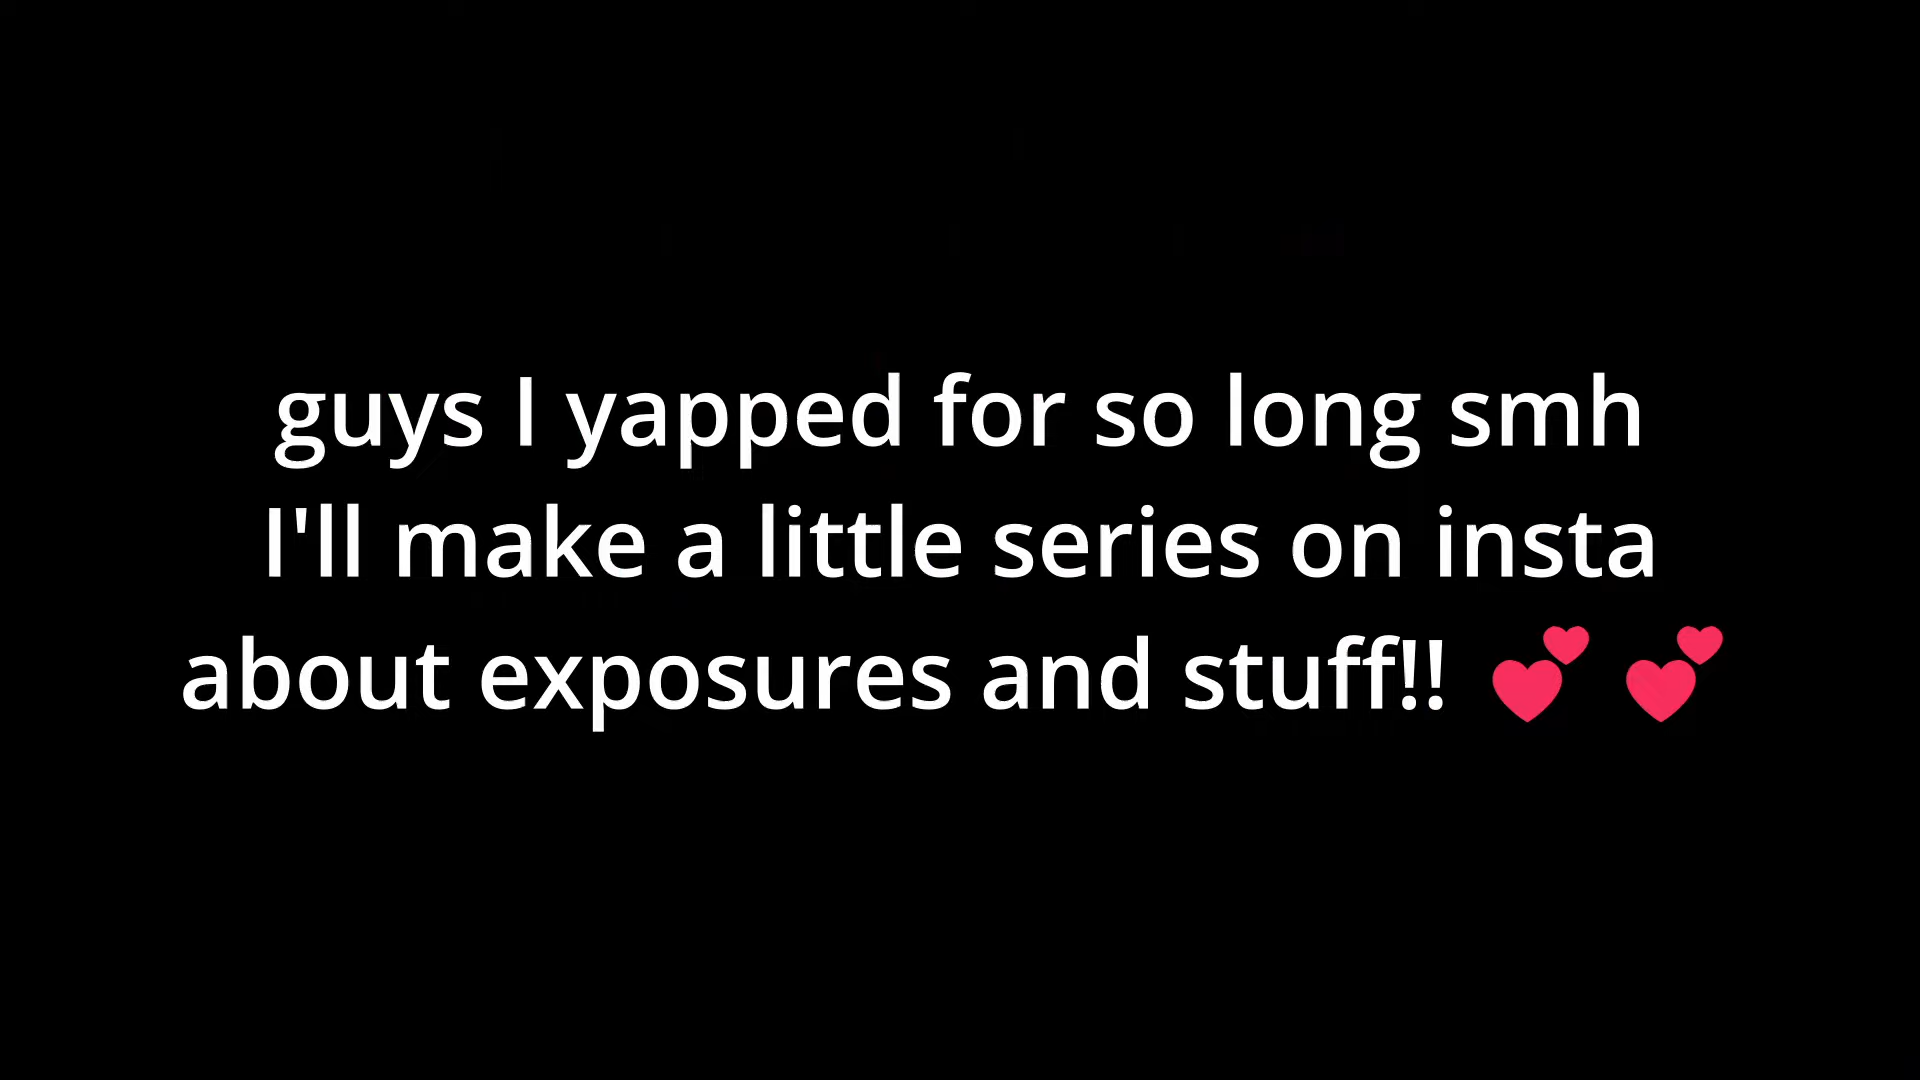 guys I yapped for so long smh
I'll make a little series on insta
about exposures and stuff!! 💕 💕